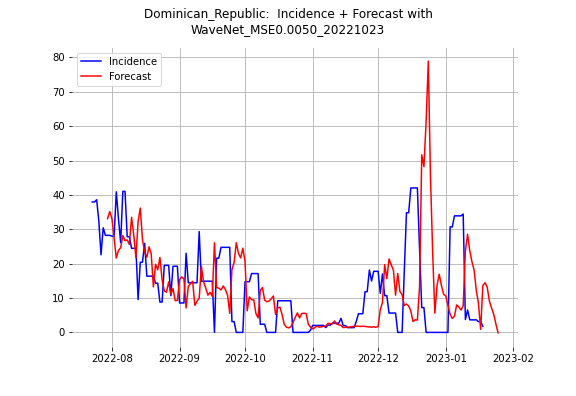 Dominican_Republic:  Incidence + Forecast with
WaveNet_MSE0.0050_20221023
Incidence
Forecast
80
70
60
50
40
30
20
10
0
2022-08 2022-09 2022-10 2022-11 2022-12 2023-01 2023-02